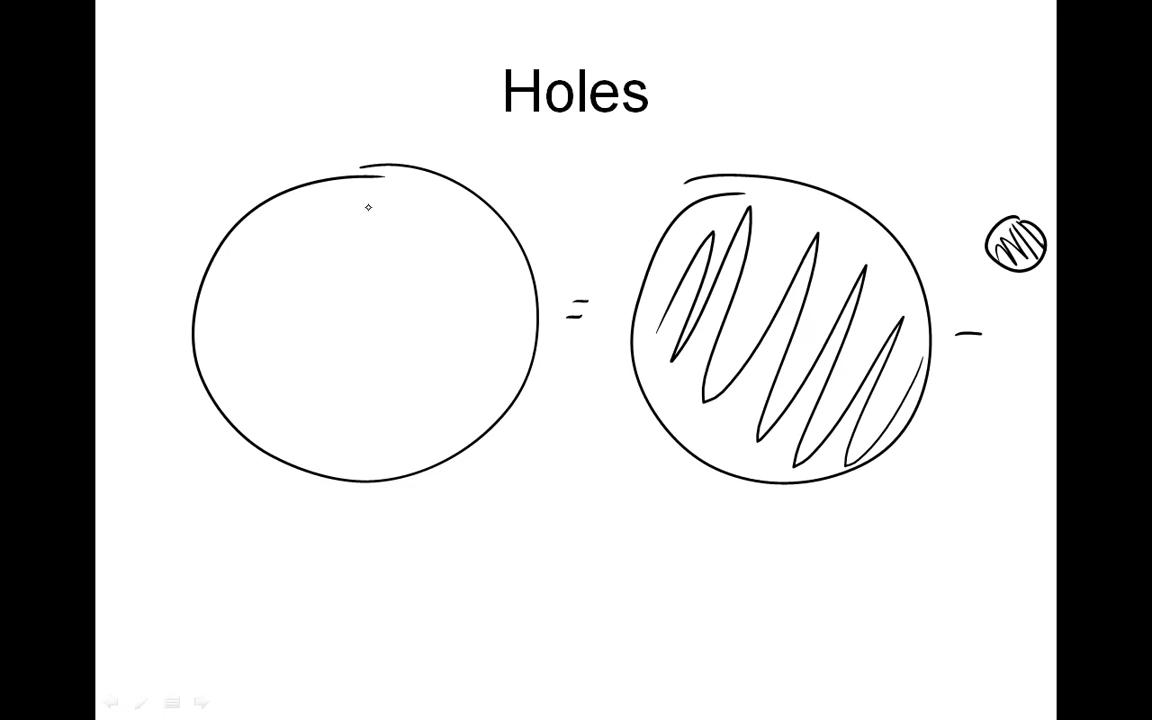 Holes
= -